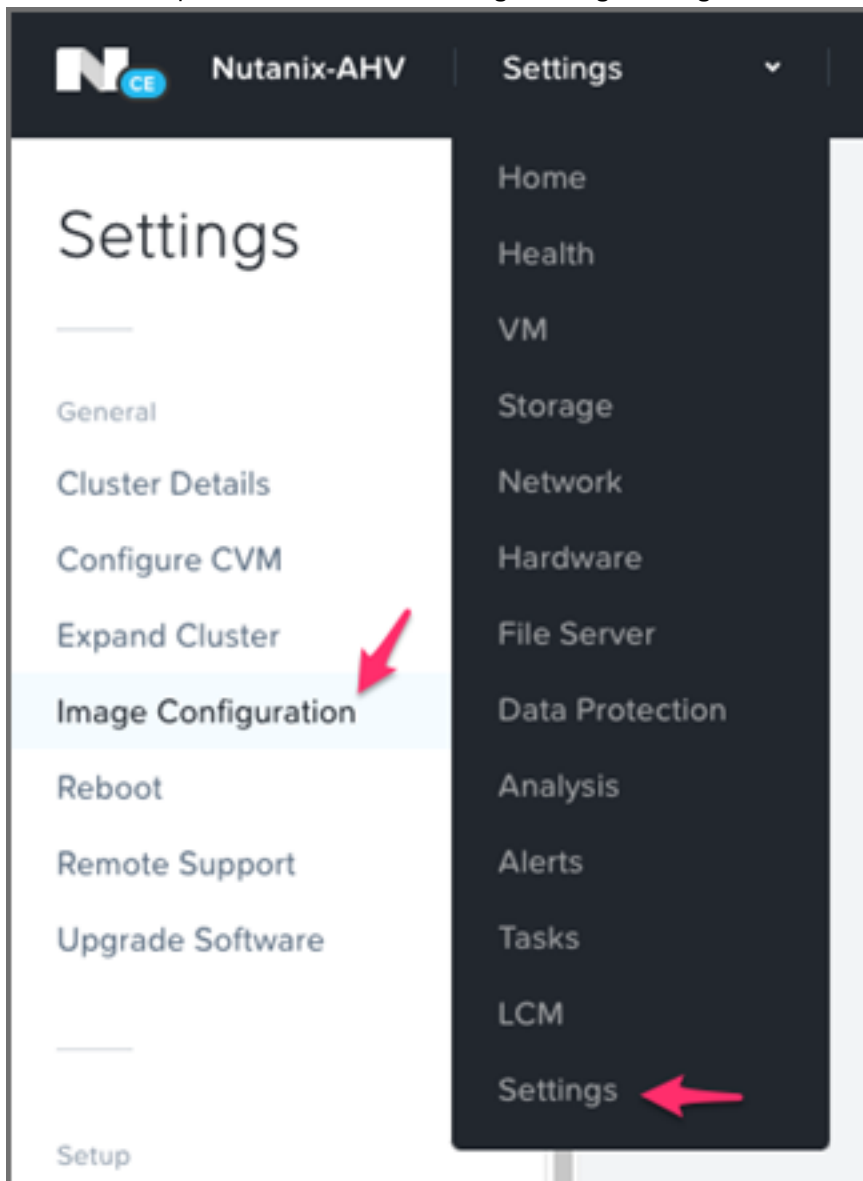 N CE Nutanix-AHV Settings
Settings
General
Cluster Details
Configure CVM
Expand Cluster
Image Configuration
Reboot
Remote Support
Upgrade Software
Setup
Home
Health
VM
Storage
Network
Hardware
File Server
Data Protection
Analysis
Alerts
Tasks
LCM
Settings